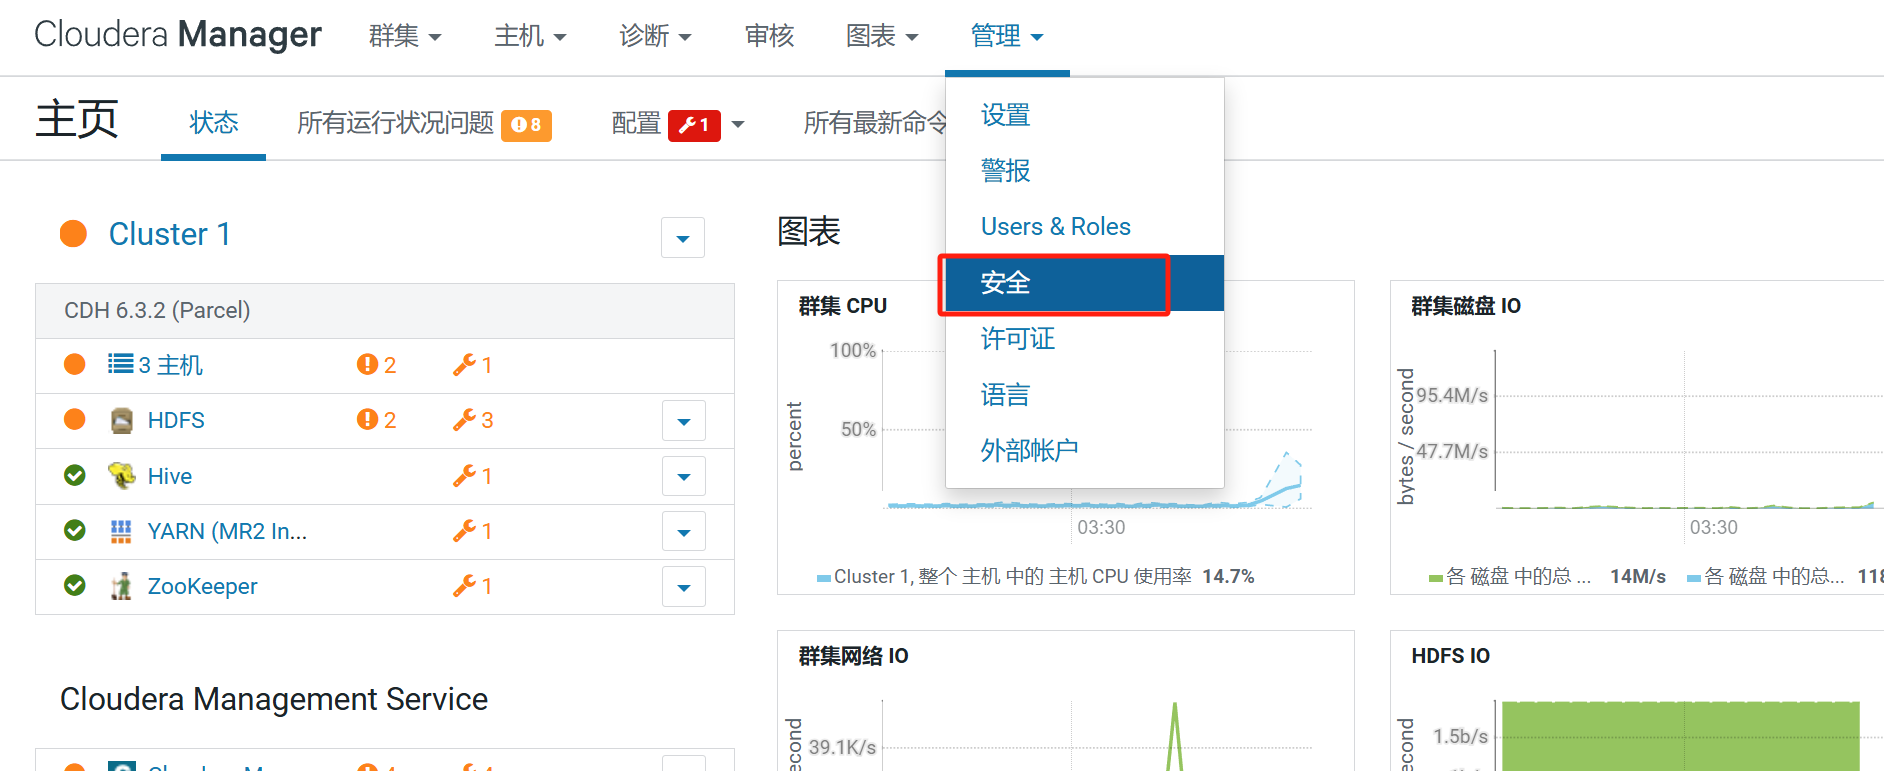 Cloudera Manager 群集 主机 诊断 审核 图表 管理
主页 状态 所有运行状况问题 8 配置 1 所有最新命令
设置
警报
Users & Roles
安全
许可证
语言
外部帐户
Cluster 1
CDH 6.3.2 (Parcel)
3 主机 2 1
HDFS 2 3
Hive 1
YARN (MR2 In... 1
ZooKeeper 1
Cloudera Management Service
图表
群集 CPU
percent
100%
50%
03:30
Cluster 1, 整个 主机 中的 主机 CPU 使用率 14.7%
群集磁盘 IO
bytes / second
95.4M/s
47.7M/s
03:30
各 磁盘 中的总 ... 14M/s 各 磁盘 中的总... 118
群集网络 IO
39.1K/s
HDFS IO
1.5b/s